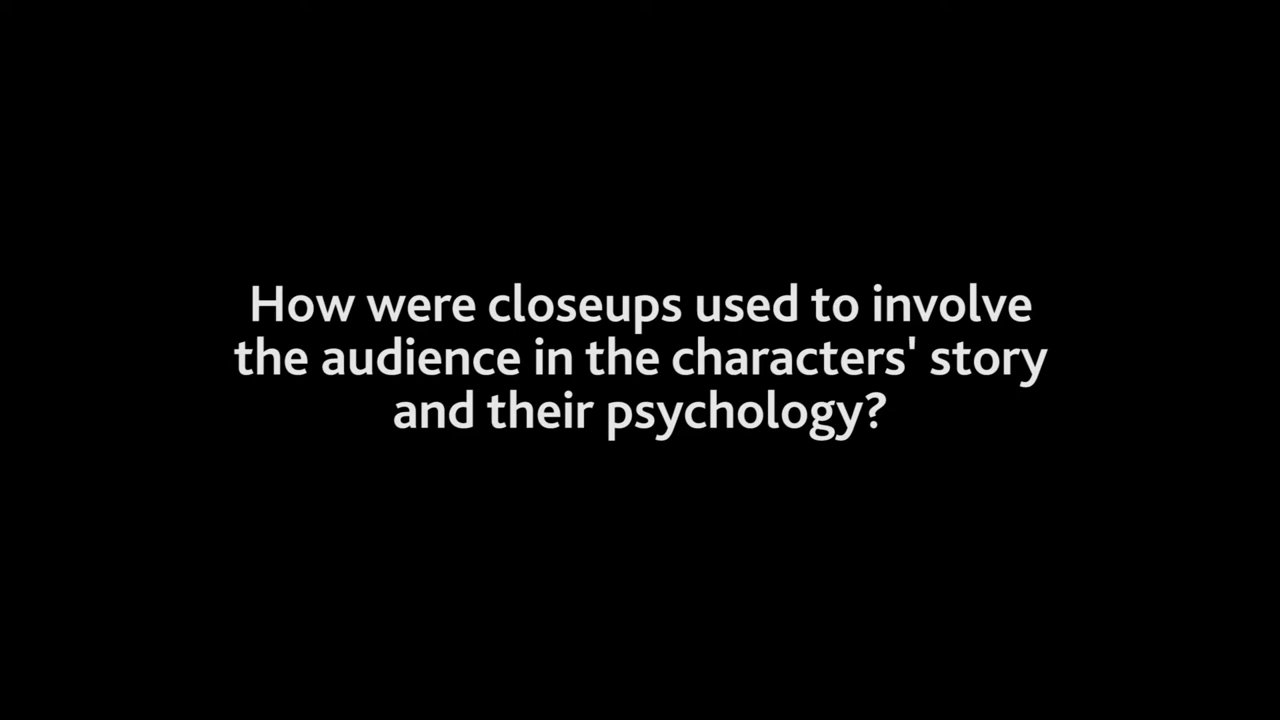 How were closeups used to involve
the audience in the characters' story
and their psychology?